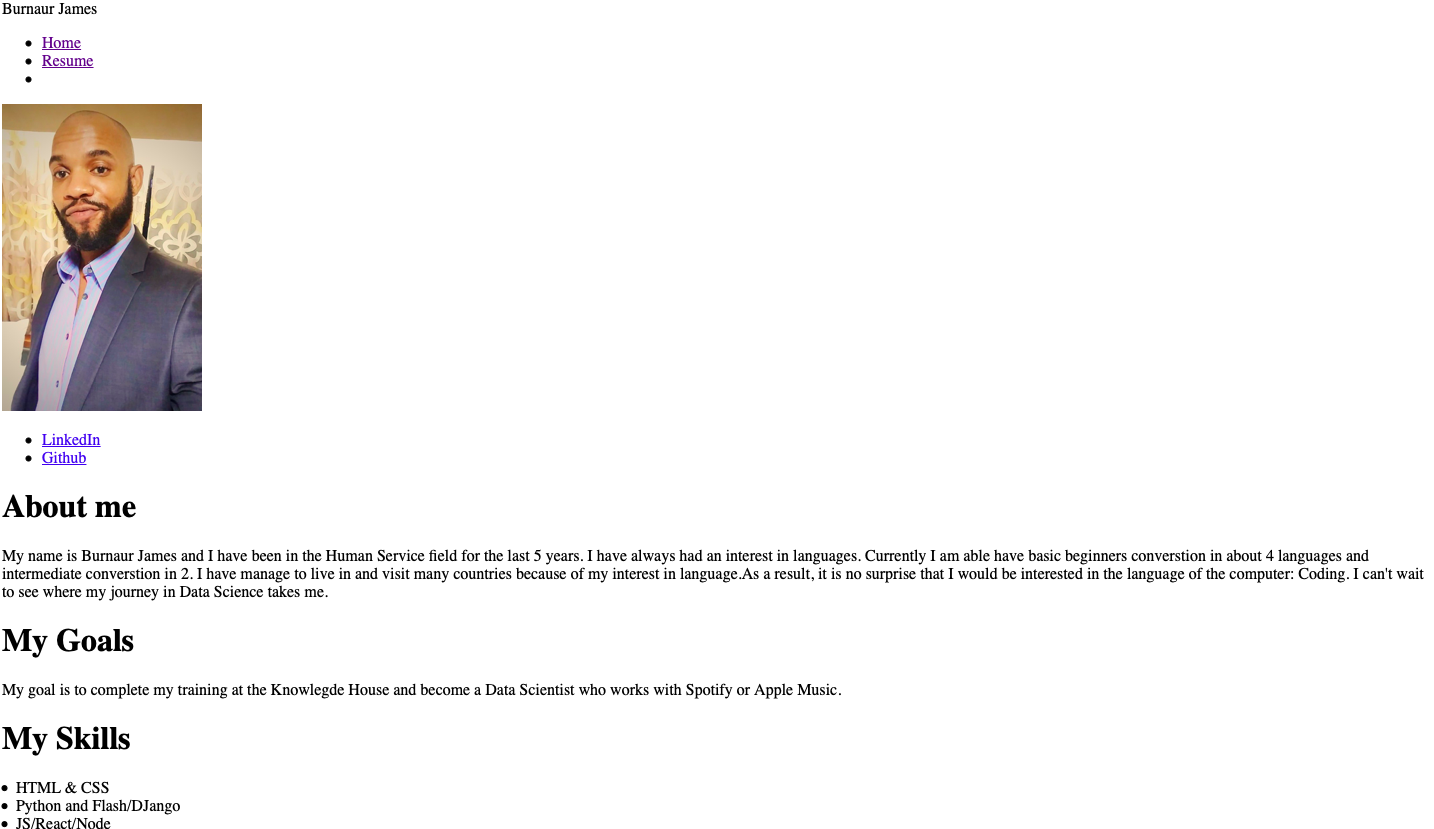 Burnaur James
Home
Resume
LinkedIn
Github
About me
My name is Burnaur James and I have been in the Human Service field for the last 5 years. I have always had an interest in languages. Currently I am able have basic beginners converstion in about 4 languages and
intermediate converstion in 2. I have manage to live in and visit many countries because of my interest in language.As a result, it is no surprise that I would be interested in the language of the computer: Coding. I can't wait
to see where my journey in Data Science takes me.
My Goals
My goal is to complete my training at the Knowlegde House and become a Data Scientist who works with Spotify or Apple Music.
My Skills
HTML & CSS
Python and Flash/DJango
JS/React/Node